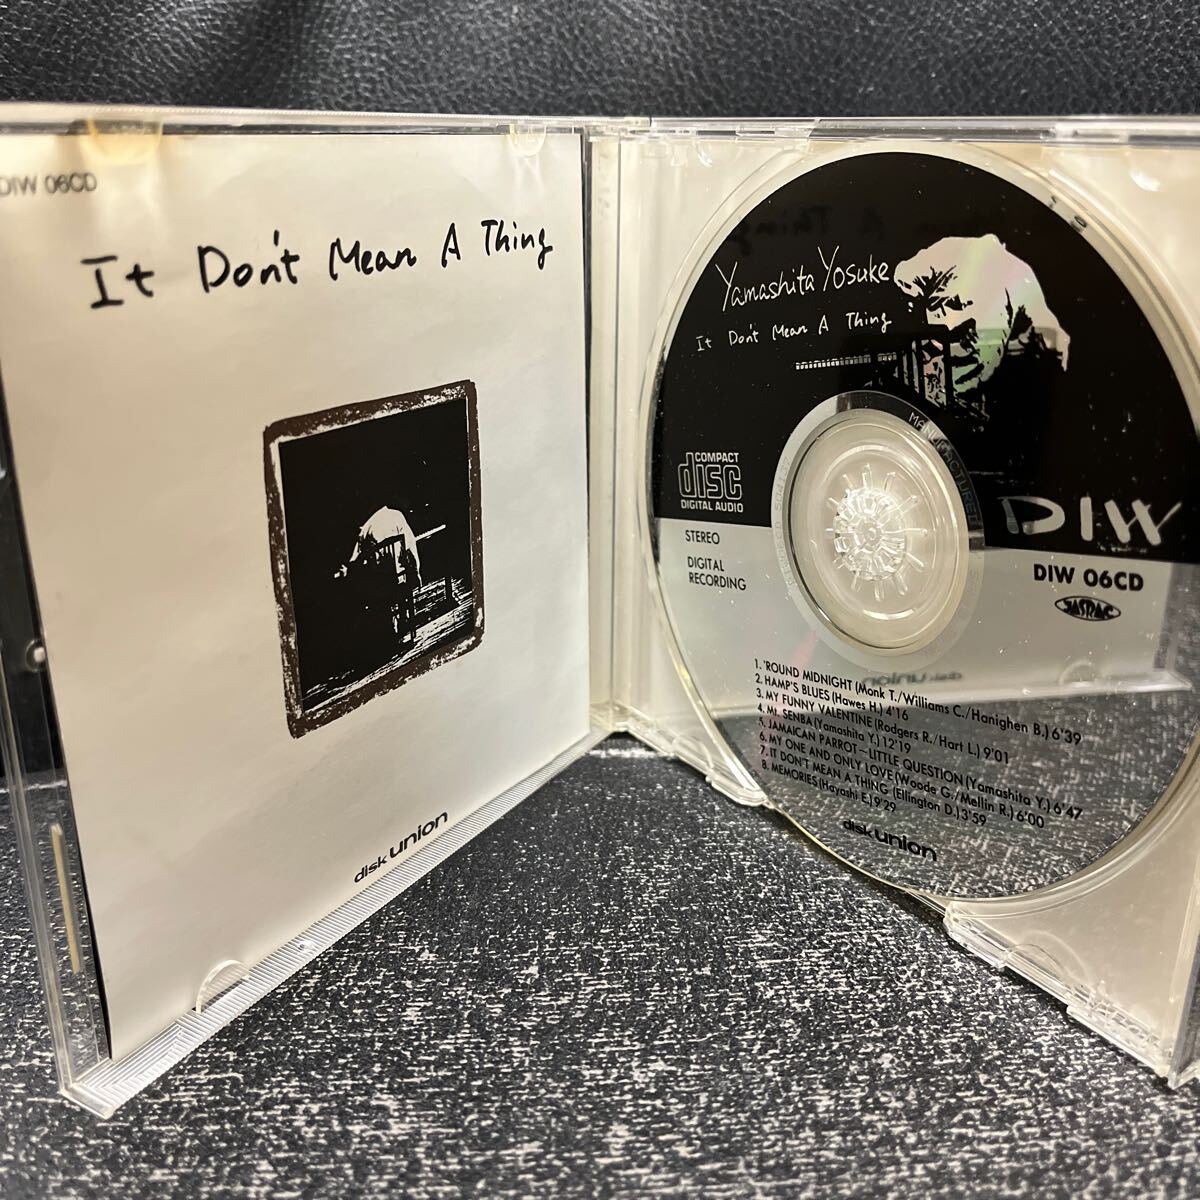 DIW 06CD
It Don't Mean A Thing
disk union
Yamashita Yosuke
It Don't Mean A Thing
COMPACT
disc
DIGITAL AUDIO
STEREO
DIGITAL
RECORDING
MANUFACTURED
DIW
DIW 06CD
JASRAC
1. 'ROUND MIDNIGHT (Monk T./Williams C./Hanighen B.) 6'39
2. HAMP'S BLUES (Hawes H.) 4'16
3. MY FUNNY VALENTINE (Rodgers R./Hart L.) 9'01
4. Mt. SENBA (Yamashita Y.) 12'19
5. JAMAICAN PARROT~LITTLE QUESTION (Yamashita Y.) 6'47
6. MY ONE AND ONLY LOVE (Woode G./Mellin R.) 6'00
7. IT DON'T MEAN A THING (Ellington D.) 3'59
8. MEMORIES (Hayashi E.) 9'29
disk union